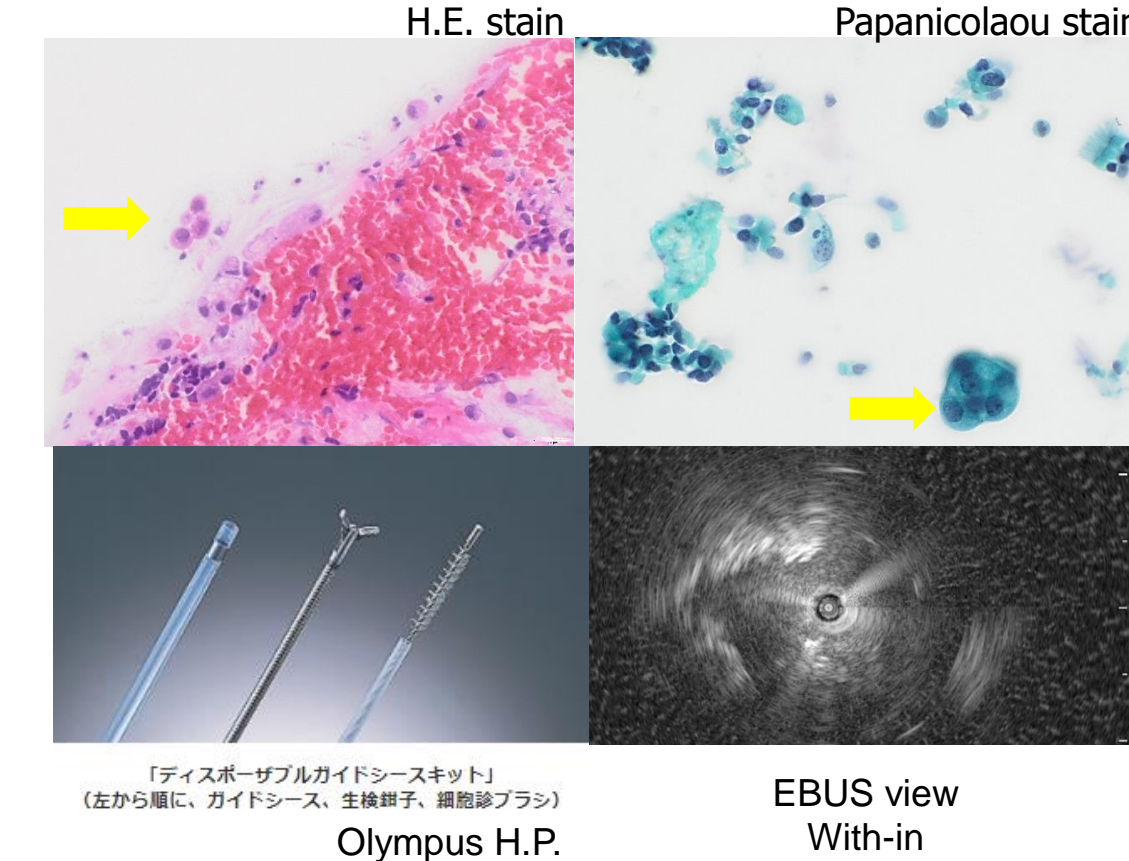 H.E. stain
Papanicolaou stain
「ディスポーザブルガイドシースキット」
（左から順に、ガイドシース、生検鉗子、細胞診ブラシ）
Olympus H.P.
EBUS view
With-in